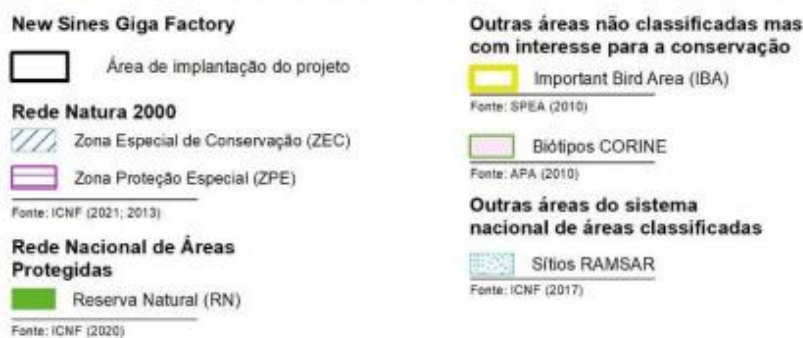 New Sines Giga Factory
Área de implantação do projeto
Rede Natura 2000
Zona Especial de Conservação (ZEC)
Zona Proteção Especial (ZPE)
Fonte: ICNF (2021; 2013)
Rede Nacional de Áreas
Protegidas
Reserva Natural (RN)
Fonte: ICNF (2020)
Outras áreas não classificadas mas
com interesse para a conservação
Important Bird Area (IBA)
Fonte: SPEA (2010)
Biótipos CORINE
Fonte: APA (2010)
Outras áreas do sistema
nacional de áreas classificadas
Sítios RAMSAR
Fonte: ICNF (2017)